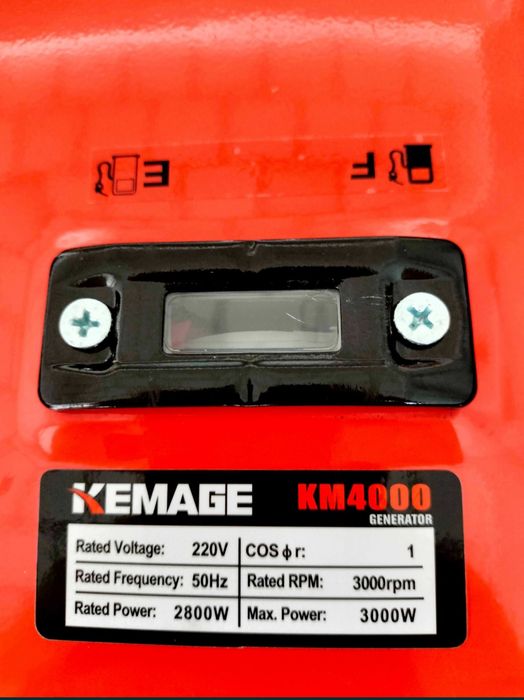 E F
KEMAGE KM4000
GENERATOR
Rated Voltage: 220V COS ϕ r: 1
Rated Frequency: 50Hz Rated RPM: 3000rpm
Rated Power: 2800W Max. Power: 3000W